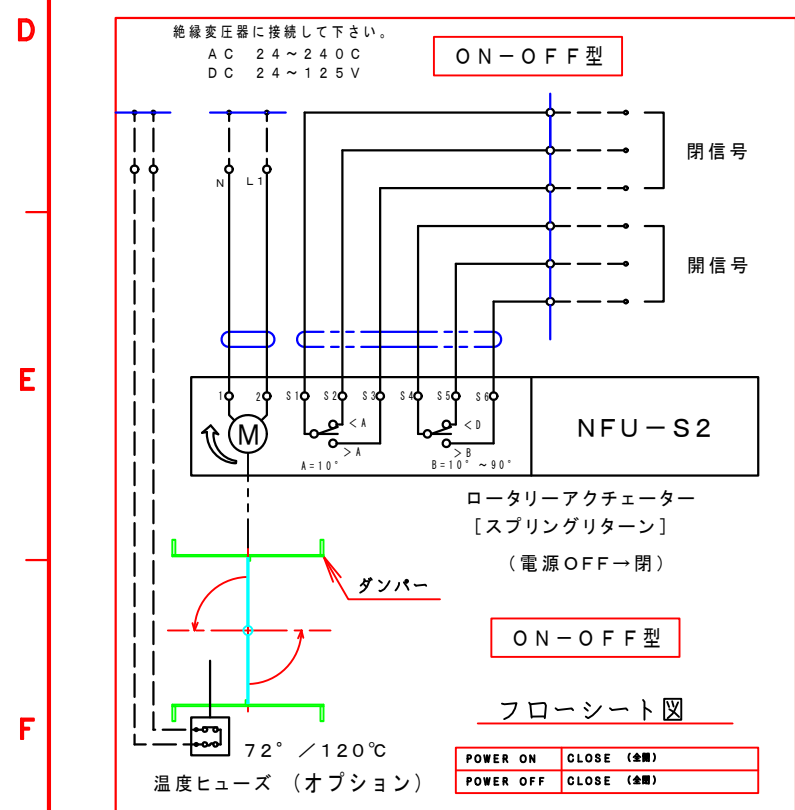 D
絶縁変圧器に接続して下さい。
AC 24~240C
DC 24~125V
ON-OFF型
閉信号
N L1
開信号
E
1 2 S1 S2 S3 S4 S5 S6
M
<A
>A
A=10°
<D
>B
B=10° ~90°
NFU-S2
ロータリーアクチェーター
[スプリングリターン]
(電源OFF→閉)
ダンパー
ON-OFF型
フローシート図
F
72° /120℃
温度ヒューズ (オプション)
POWER ON CLOSE
POWER OFF CLOSE